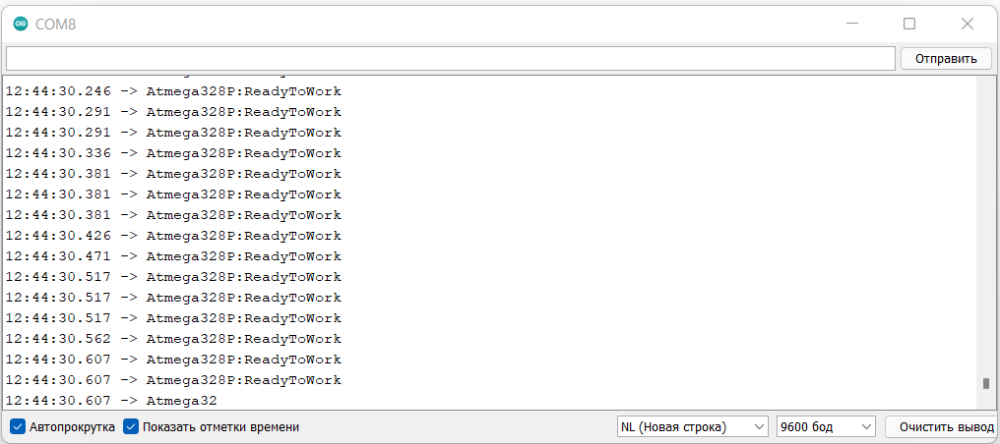 COM8
Отправить
12:44:30.246 -> Atmega328P:ReadyToWork
12:44:30.291 -> Atmega328P:ReadyToWork
12:44:30.291 -> Atmega328P:ReadyToWork
12:44:30.336 -> Atmega328P:ReadyToWork
12:44:30.381 -> Atmega328P:ReadyToWork
12:44:30.381 -> Atmega328P:ReadyToWork
12:44:30.381 -> Atmega328P:ReadyToWork
12:44:30.426 -> Atmega328P:ReadyToWork
12:44:30.471 -> Atmega328P:ReadyToWork
12:44:30.517 -> Atmega328P:ReadyToWork
12:44:30.517 -> Atmega328P:ReadyToWork
12:44:30.517 -> Atmega328P:ReadyToWork
12:44:30.562 -> Atmega328P:ReadyToWork
12:44:30.607 -> Atmega328P:ReadyToWork
12:44:30.607 -> Atmega328P:ReadyToWork
12:44:30.607 -> Atmega32
Автопрокрутка Показать отметки времени NL (Новая строка) 9600 бод Очистить вывод